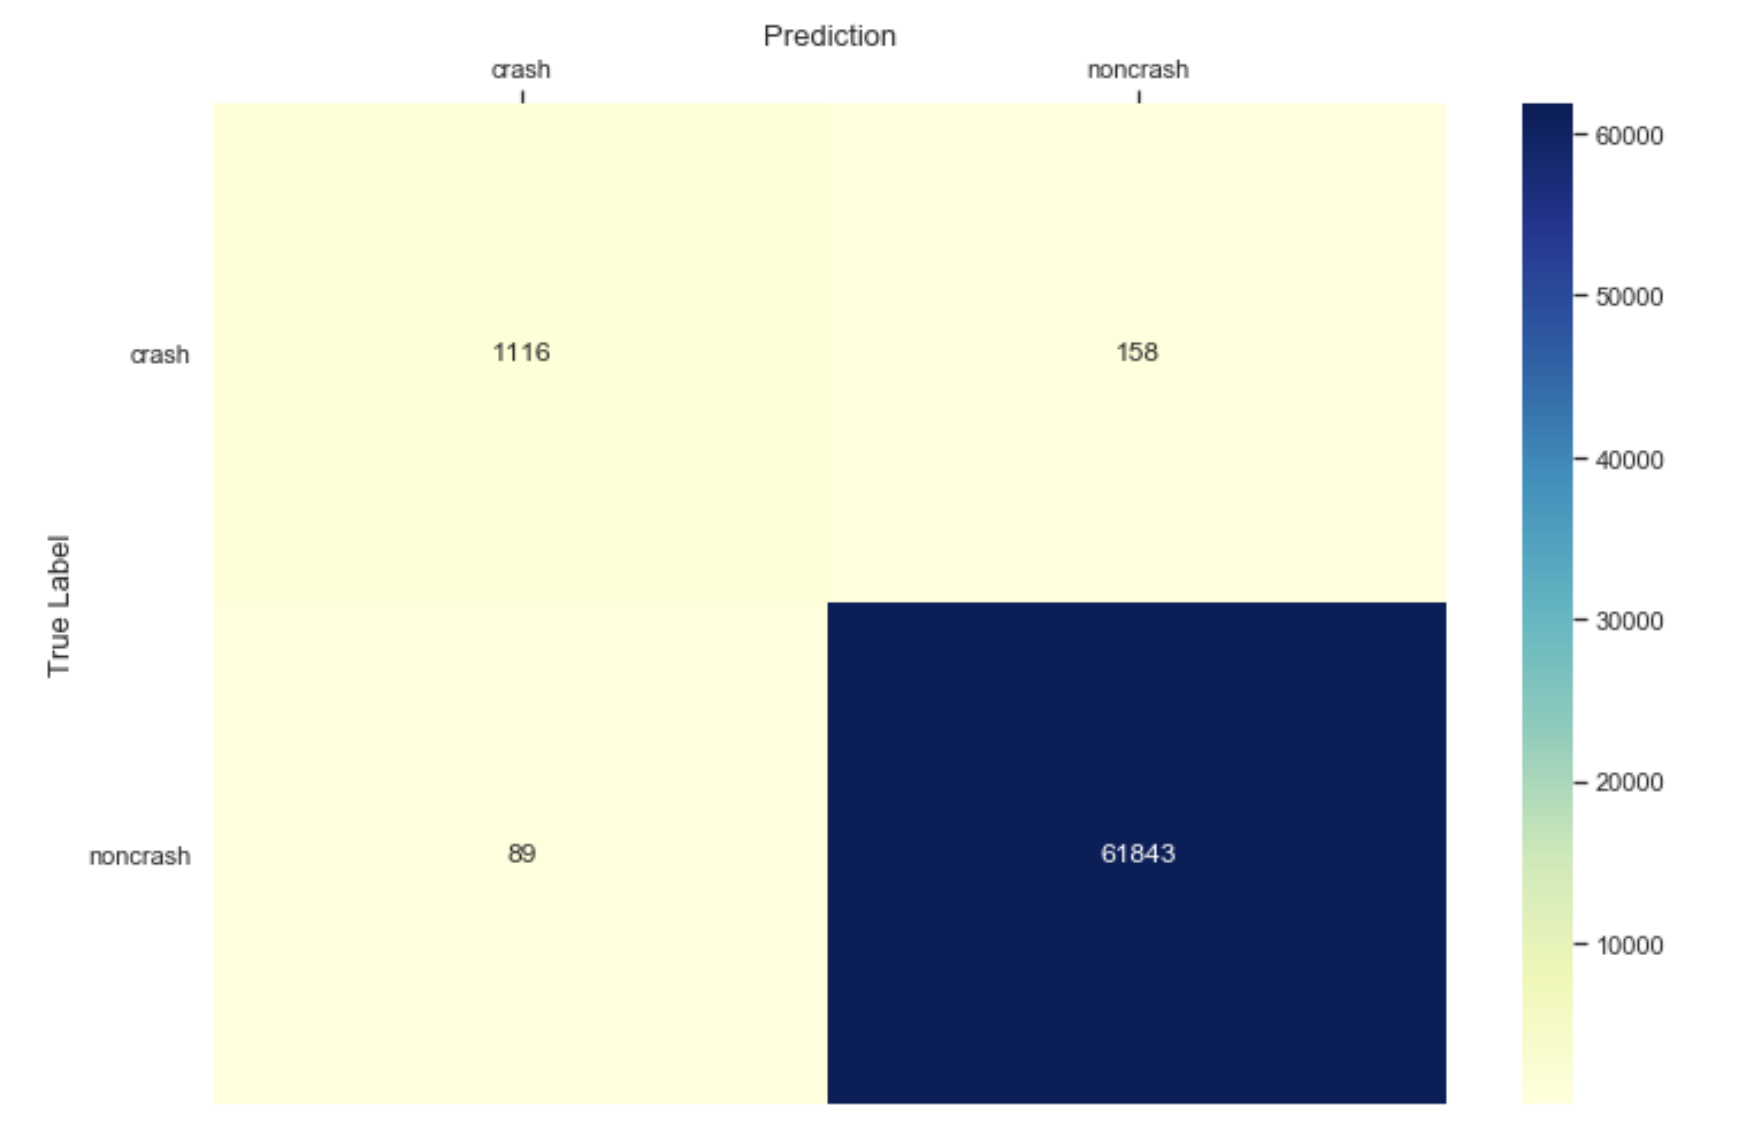 Prediction
crash noncrash
60000
50000
crash 1116 158
40000
True Label
30000
20000
noncrash 89 61843
10000